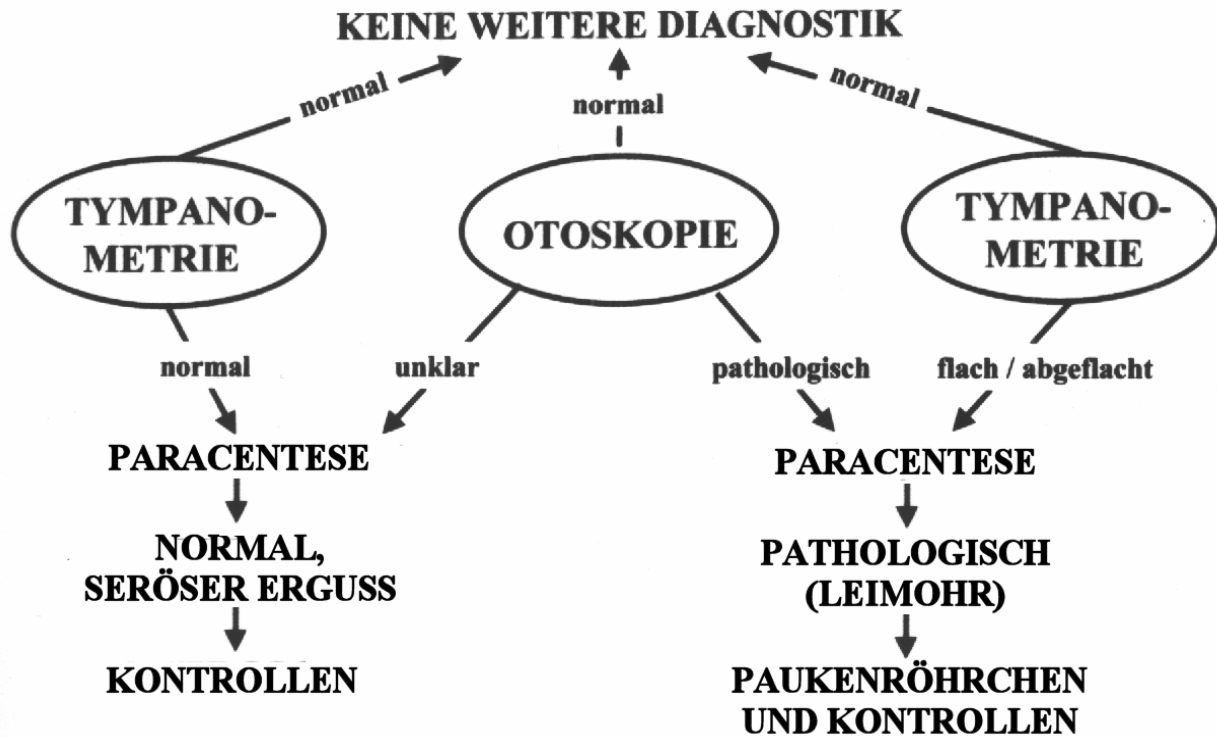 KEINE WEITERE DIAGNOSTIK
normal
normal
normal
TYMPANO-
METRIE
OTOSKOPIE
TYMPANO-
METRIE
normal
unklar
pathologisch
flach / abgeflacht
PARACENTESE
PARACENTESE
NORMAL,
SERÖSER ERGUSS
PATHOLOGISCH
(LEIMOHR)
KONTROLLEN
PAUKENRÖHRCHEN
UND KONTROLLEN